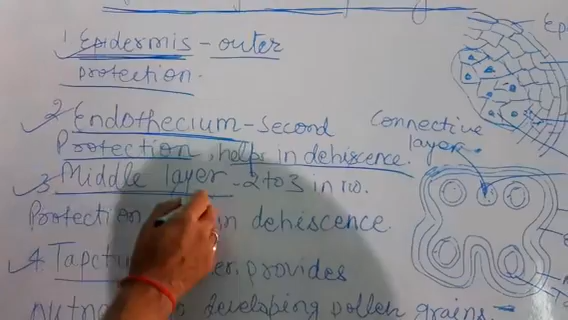 1 Epidermis - outer
protection.
2. Endothecium - second
Protection, helps in dehiscence.
3. Middle layer - 2 to 3 in no.
Protection in dehiscence.
4. provides
developing pollen grains.
Connective
layer
Ep